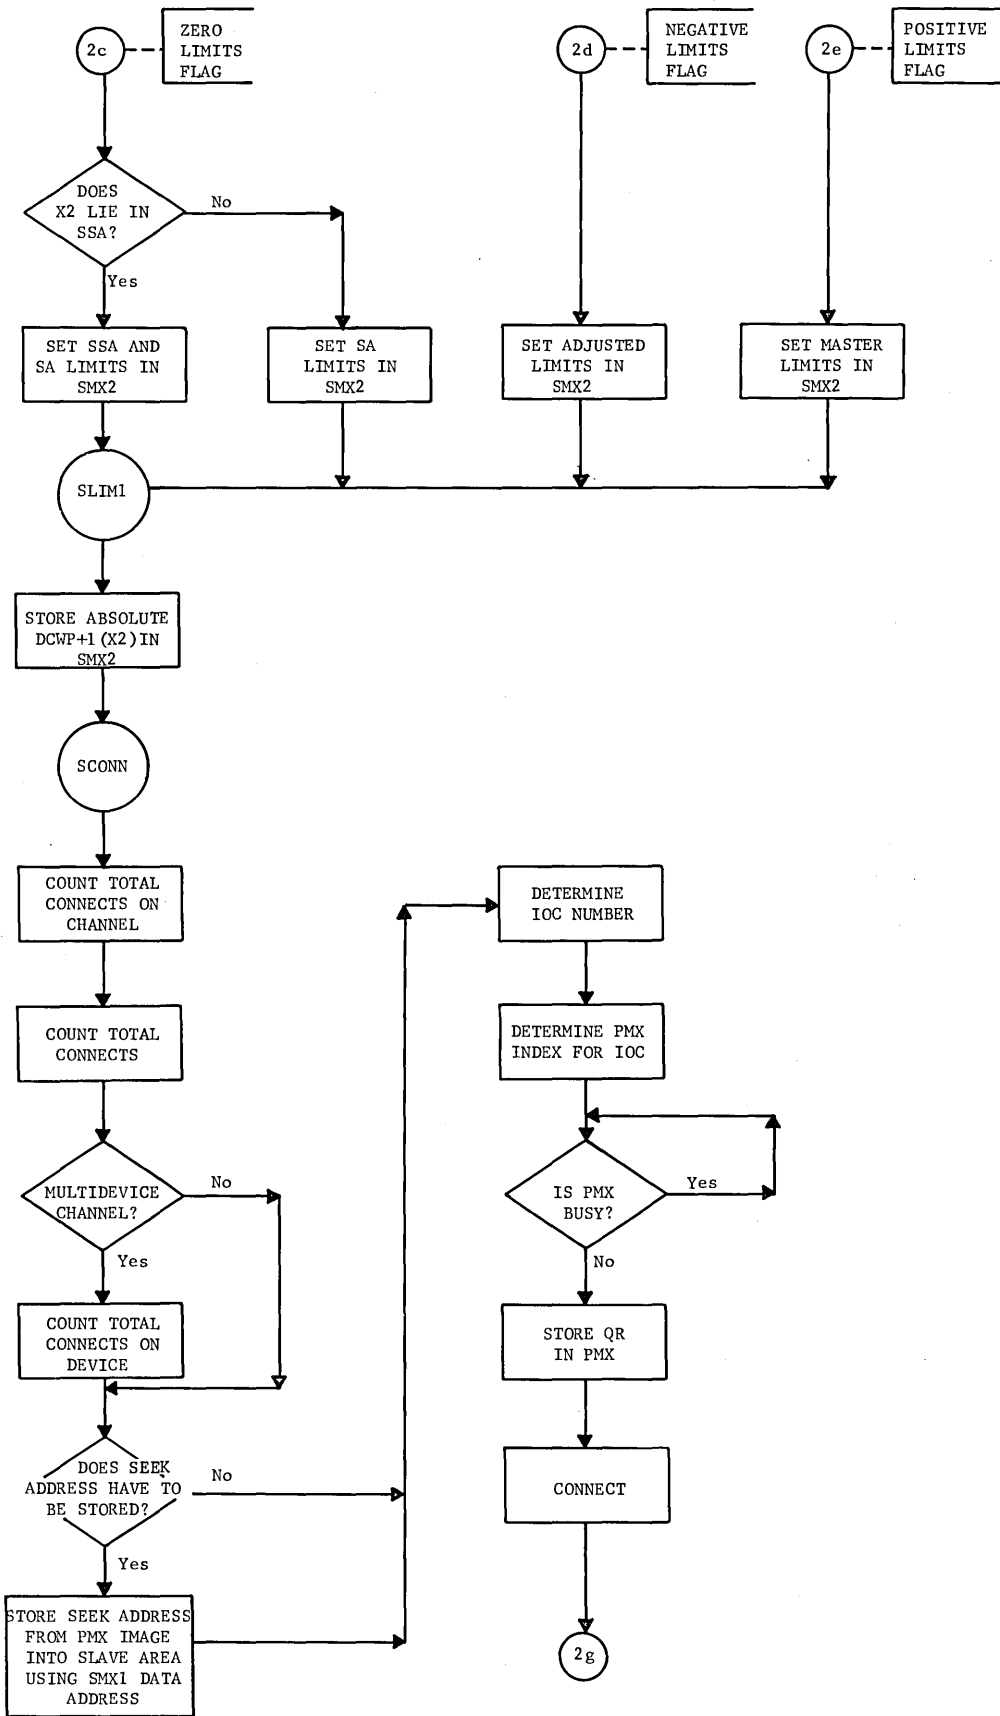 2c
ZERO
LIMITS
FLAG
2d
NEGATIVE
LIMITS
FLAG
2e
POSITIVE
LIMITS
FLAG
DOES
X2 LIE IN
SSA?
No
Yes
SET SSA AND
SA LIMITS IN
SMX2
SET SA
LIMITS IN
SMX2
SET ADJUSTED
LIMITS IN
SMX2
SET MASTER
LIMITS IN
SMX2
SLIM1
STORE ABSOLUTE
DCWP+1(X2)IN
SMX2
SCONN
COUNT TOTAL
CONNECTS ON
CHANNEL
COUNT TOTAL
CONNECTS
MULTIDEVICE
CHANNEL?
No
Yes
COUNT TOTAL
CONNECTS ON
DEVICE
DOES SEEK
ADDRESS HAVE TO
BE STORED?
No
Yes
STORE SEEK ADDRESS
FROM PMX IMAGE
INTO SLAVE AREA
USING SMX1 DATA
ADDRESS
DETERMINE
IOC NUMBER
DETERMINE PMX
INDEX FOR IOC
IS PMX
BUSY?
Yes
No
STORE QR
IN PMX
CONNECT
2g